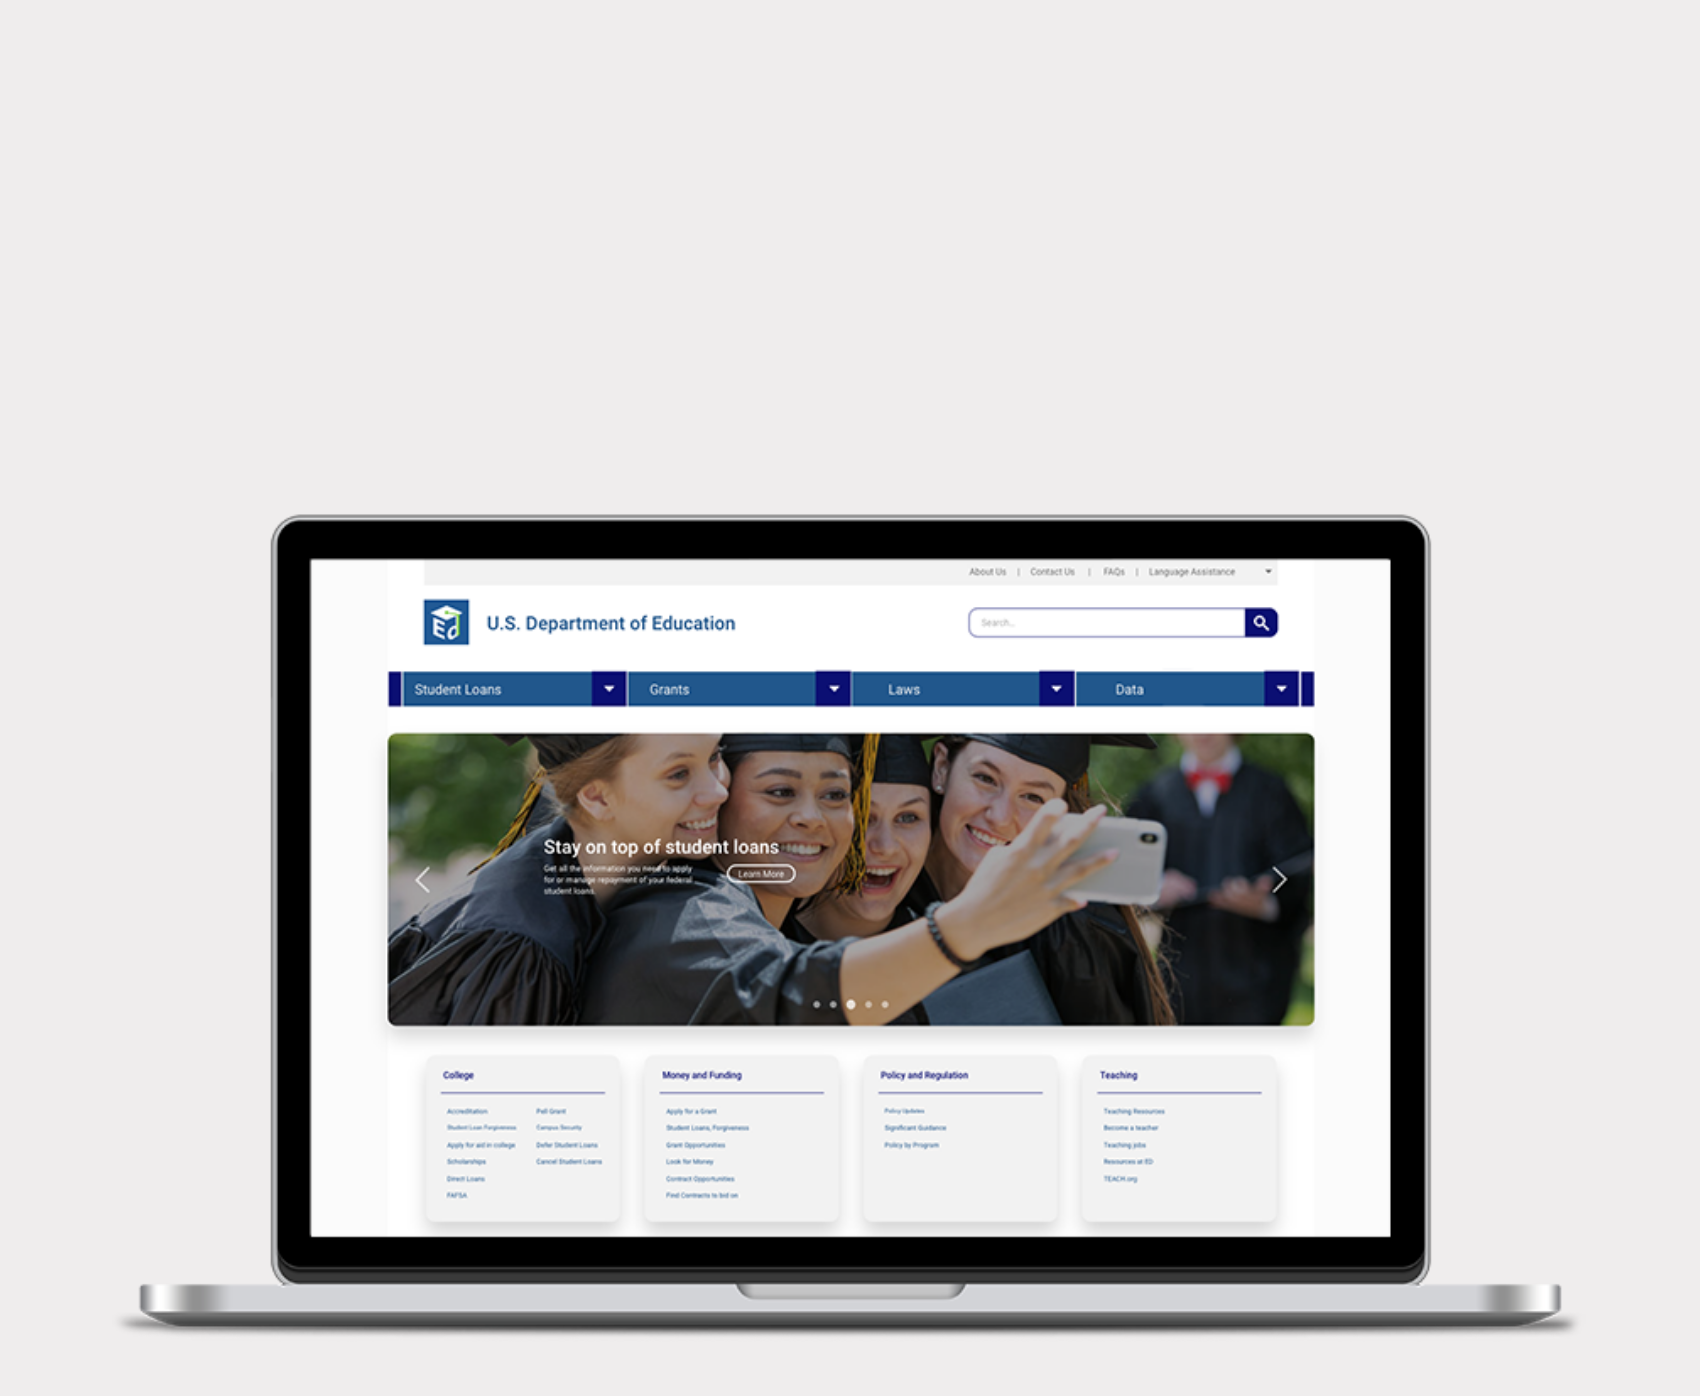 About Us | Contact Us | FAQs | Language Assistance
Ed
U.S. Department of Education
Search...
Student Loans
Grants
Laws
Data
Stay on top of student loans
Get all the information you need to apply
for or manage repayment of your federal
student loans.
Learn More
College
Accreditation
Student Loan Forgiveness
Apply for aid in college
Scholarships
Direct Loans
FAFSA
Pell Grant
Campus Security
Defer Student Loans
Cancel Student Loans
Money and Funding
Apply for a Grant
Student Loans, Forgiveness
Grant Opportunities
Look for Money
Contract Opportunities
Find Contracts to bid on
Policy and Regulation
Policy Updates
Significant Guidance
Policy by Program
Teaching
Teaching Resources
Become a teacher
Teaching jobs
Resources at ED
TEACH.org